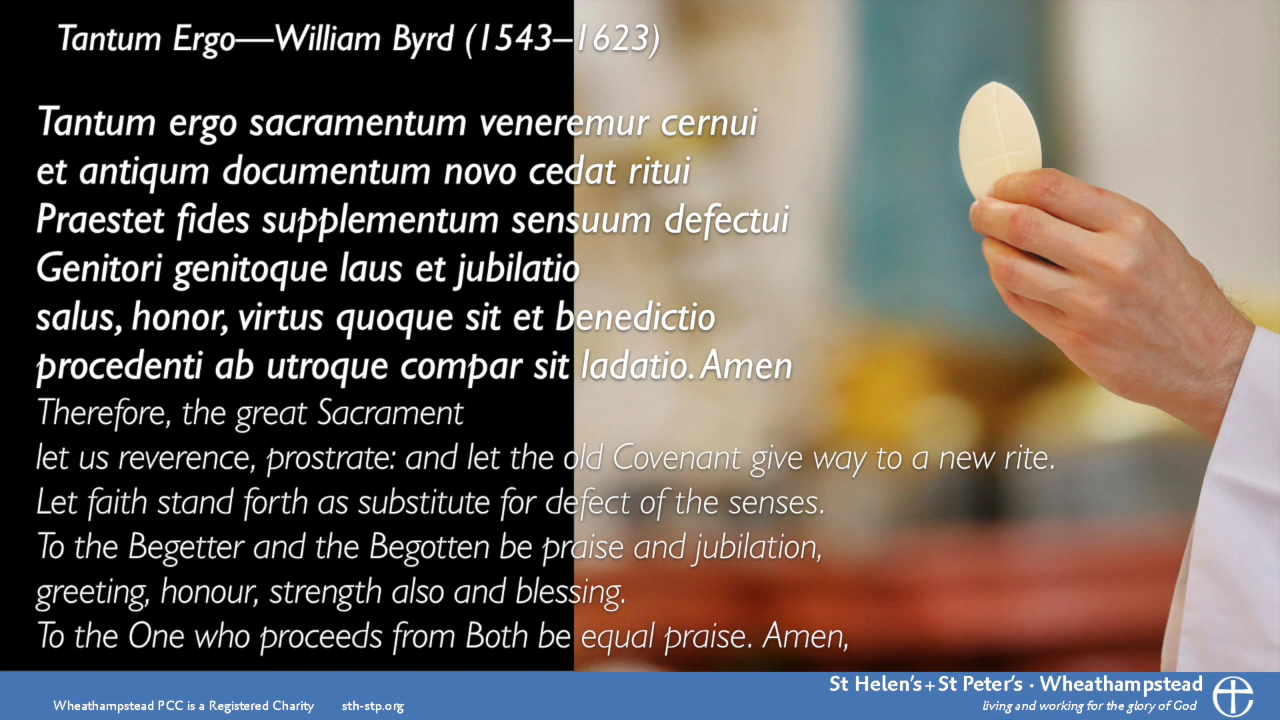 Tantum Ergo—William Byrd (1543–1623)
Tantum ergo sacramentum veneremur cernui
et antiqum documentum novo cedat ritui
Praestet fides supplementum sensuum defectui
Genitori genitoque laus et jubilatio
salus, honor, virtus quoque sit et benedictio
procedenti ab utroque compar sit ladatio. Amen
Therefore, the great Sacrament
let us reverence, prostrate: and let the old Covenant give way to a new rite.
Let faith stand forth as substitute for defect of the senses.
To the Begetter and the Begotten be praise and jubilation,
greeting, honour, strength also and blessing.
To the One who proceeds from Both be equal praise. Amen,
St Helen's + St Peter's · Wheathampstead
living and working for the glory of God
Wheathampstead PCC is a Registered Charity sth-stp.org